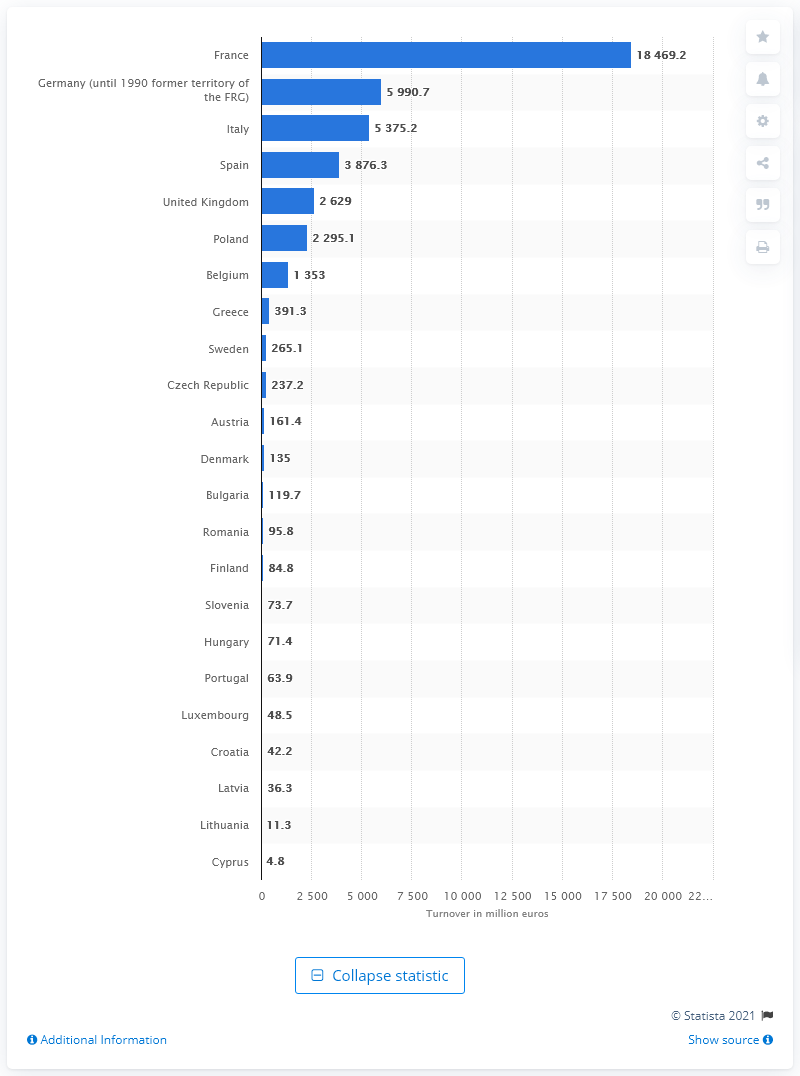 France 18 469.2
Germany (until 1990 former territory of
the FRG) 5 990.7
Italy 5 375.2
Spain 3 876.3
United Kingdom 2 629
Poland 2 295.1
Belgium 1 353
Greece 391.3
Sweden 265.1
Czech Republic 237.2
Austria 161.4
Denmark 135
Bulgaria 119.7
Romania 95.8
Finland 84.8
Slovenia 73.7
Hungary 71.4
Portugal 63.9
Luxembourg 48.5
Croatia 42.2
Latvia 36.3
Lithuania 11.3
Cyprus 4.8
0 2 500 5 000 7 500 10 000 12 500 15 000 17 500 20 000 22...
Turnover in million euros
Collapse statistic
© Statista 2021
Additional Information Show source